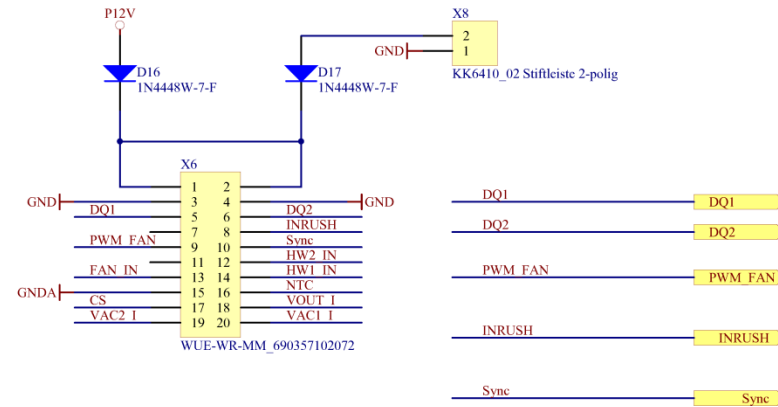 P12V
X8
2
GND 1
D16
1N4448W-7-F
D17
1N4448W-7-F
KK6410_02 Stiftleiste 2-polig
X6
1 2
GND 3 4 GND
DQ1 5 6 DQ2
7 8 INRUSH
PWM_FAN 9 10 Sync
11 12 HW2_IN
FAN_IN 13 14 HW1_IN
GNDA 15 16 NTC
CS 17 18 VOUT_I
VAC2_I 19 20 VAC1_I
WUE-WR-MM_690357102072
DQ1 DQ1
DQ2 DQ2
PWM_FAN PWM_FAN
INRUSH INRUSH
Sync Sync